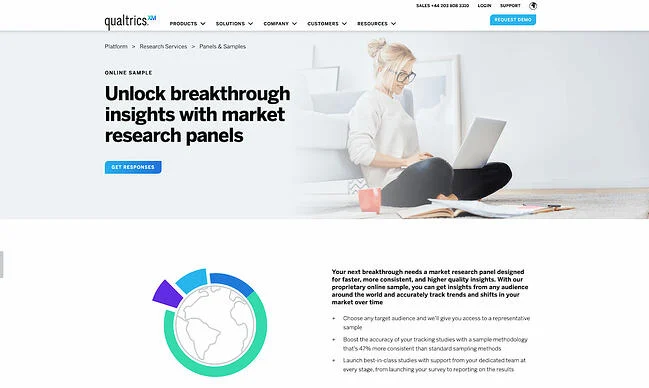 SALES +44 203 808 3310 LOGIN SUPPORT
qualtrics.XM PRODUCTS SOLUTIONS COMPANY CUSTOMERS RESOURCES REQUEST DEMO
Platform > Research Services > Panels & Samples
ONLINE SAMPLE
Unlock breakthrough
insights with market
research panels
GET RESPONSES
Your next breakthrough needs a market research panel designed
for faster, more consistent, and higher quality insights. With our
proprietary online sample, you can get insights from any audience
around the world and accurately track trends and shifts in your
market over time
+ Choose any target audience and we'll give you access to a representative
sample
+ Boost the accuracy of your tracking studies with a sample methodology
that's 47% more consistent than standard sampling methods
+ Launch best-in-class studies with support from your dedicated team at
every stage, from launching your survey to reporting on the results